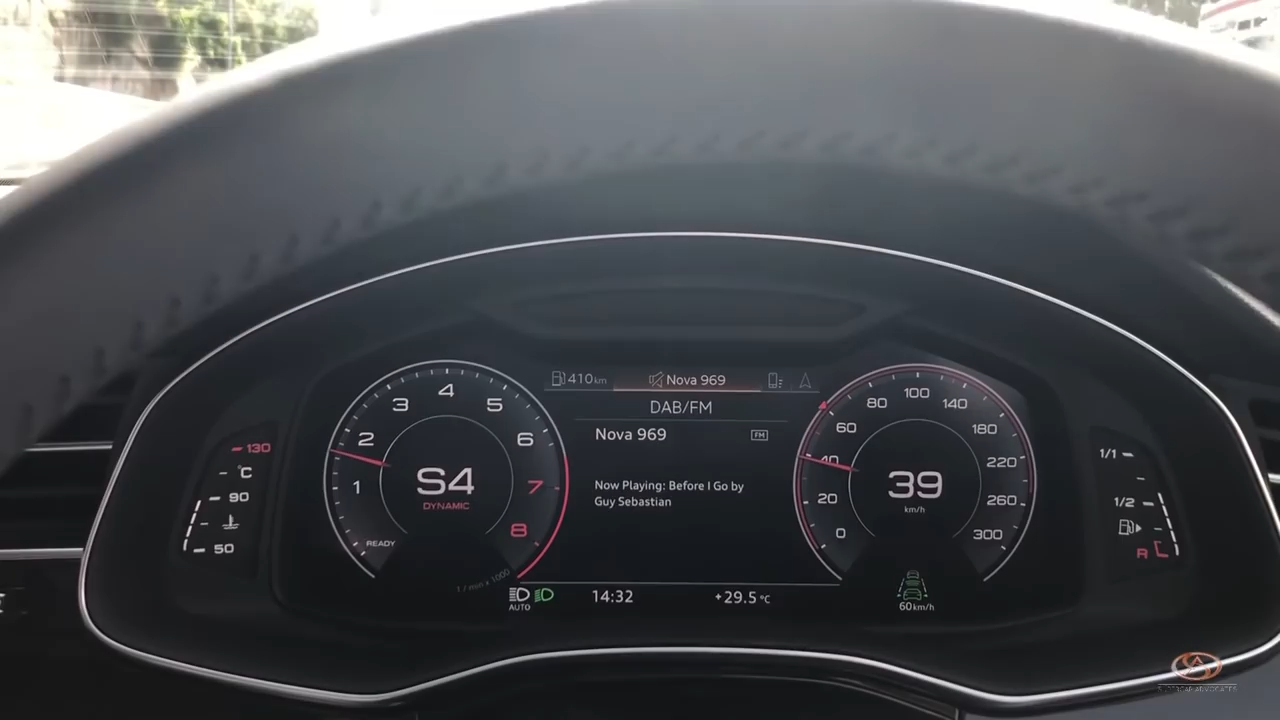 410km
Nova 969
DAB/FM
Nova 969
FM
Now Playing: Before I Go by
Guy Sebastian
130
°C
90
50
1
2
3
4
5
6
7
8
READY
S4
DYNAMIC
1 / min x 1000
0
20
40
60
80
100
140
180
220
260
300
39
km/h
1/1
1/2
R
AUTO
14:32
+29.5 °C
60km/h